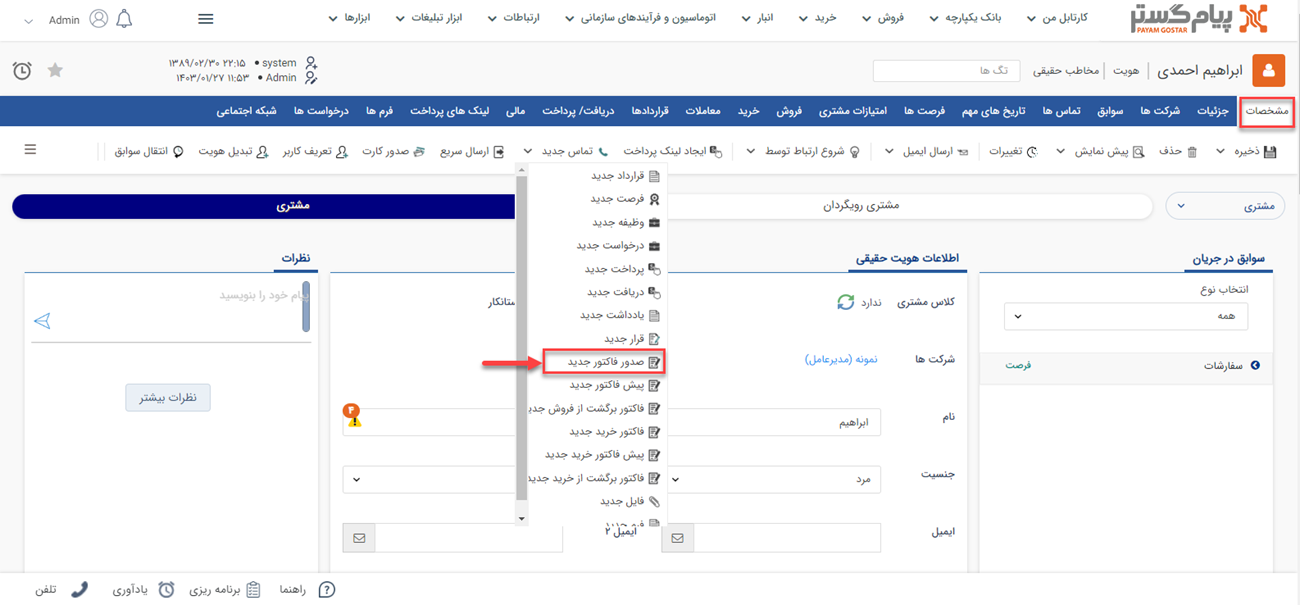 پیام گستر
PAYAM GOSTAR
کارتابل من
بانک یکپارچه
فروش
خرید
انبار
اتوماسیون و فرآیندهای سازمانی
ارتباطات
ابزار تبلیغات
ابزارها
Admin
ابراهیم احمدی
هویت
مخاطب حقیقی
تگ ها
system ۱۳۸۹/۰۲/۳۰ ۲۲:۱۵
Admin ۱۴۰۳/۰۱/۲۷ ۱۱:۵۳
مشخصات
جزئیات
شرکت ها
سوابق
تماس ها
تاریخ های مهم
فرصت ها
امتیازات مشتری
فروش
خرید
معاملات
قراردادها
دریافت/ پرداخت
مالی
لینک های پرداخت
فرم ها
درخواست ها
شبکه اجتماعی
ذخیره
حذف
پیش نمایش
تغییرات
ارسال ایمیل
شروع ارتباط توسط
ایجاد لینک پرداخت
تماس جدید
ارسال سریع
صدور کارت
تعریف کاربر
تبدیل هویت
انتقال سوابق
قرارداد جدید
فرصت جدید
وظیفه جدید
درخواست جدید
پرداخت جدید
دریافت جدید
یادداشت جدید
قرار جدید
صدور فاکتور جدید
پیش فاکتور جدید
فاکتور برگشت از فروش جدی
فاکتور خرید جدید
پیش فاکتور خرید جدید
فاکتور برگشت از خرید جدید
فایل جدید
مشتری
مشتری رویگردان
مشتری
سوابق در جریان
انتخاب نوع
همه
سفارشات
فرصت
اطلاعات هویت حقیقی
کلاس مشتری
ندارد
ستانکار
شرکت ها
نمونه (مدیرعامل)
نام
ابراهیم
جنسیت
مرد
ایمیل
ایمیل ۲
نظرات
پیام خود را بنویسید
نظرات بیشتر
راهنما
برنامه ریزی
یادآوری
تلفن